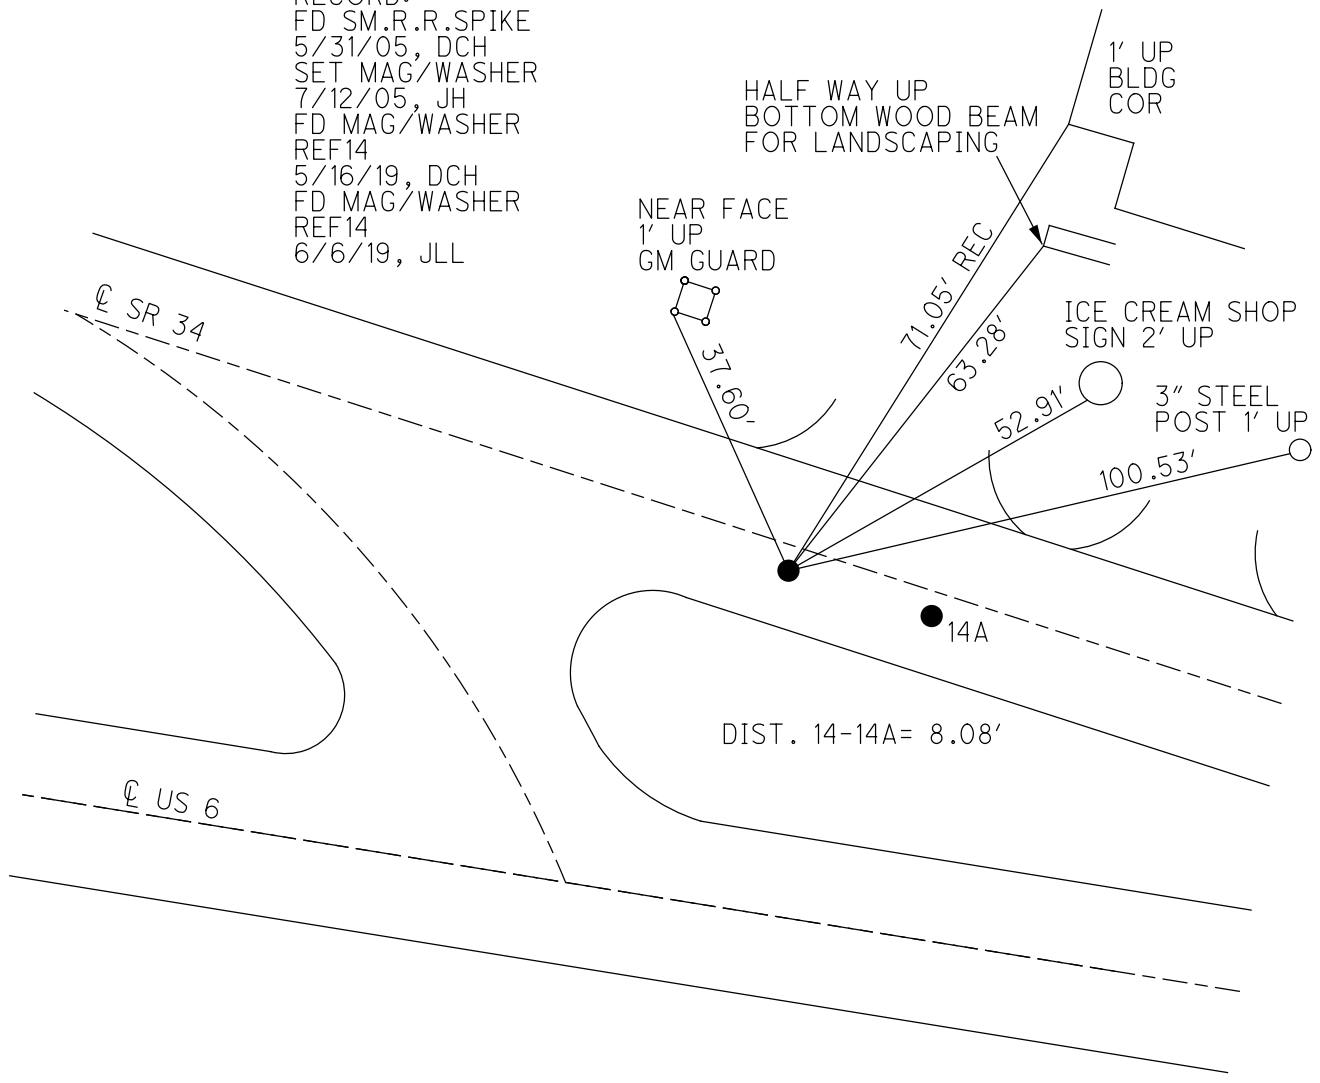 RECORD:
FD SM.R.R.SPIKE
5/31/05, DCH
SET MAG/WASHER
7/12/05, JH
FD MAG/WASHER
REF14
5/16/19, DCH
FD MAG/WASHER
REF14
6/6/19, JLL
HALF WAY UP
BOTTOM WOOD BEAM
FOR LANDSCAPING
1' UP
BLDG
COR
NEAR FACE
1' UP
GM GUARD
ICE CREAM SHOP
SIGN 2' UP
3" STEEL
POST 1' UP
℄ SR 34
37.60'
71.05' REC
63.28'
52.91'
100.53'
14A
DIST. 14-14A= 8.08'
℄ US 6